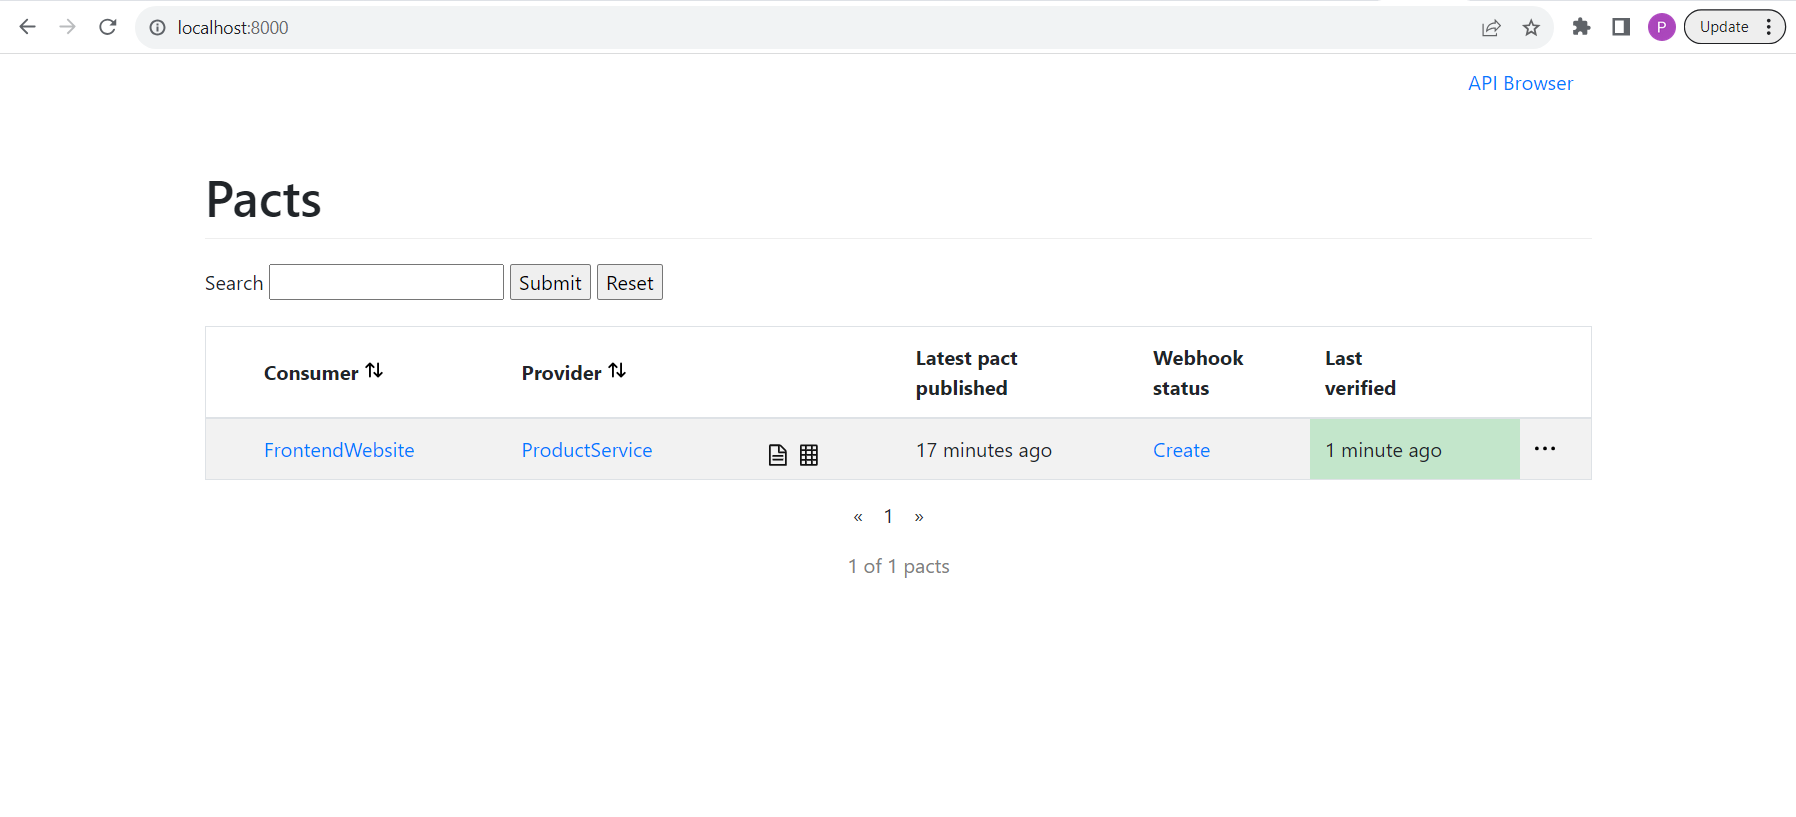 localhost:8000
P
Update
API Browser
Pacts
Search Submit Reset
Consumer Provider Latest pact published Webhook status Last verified
FrontendWebsite ProductService 17 minutes ago Create 1 minute ago ...
« 1 »
1 of 1 pacts